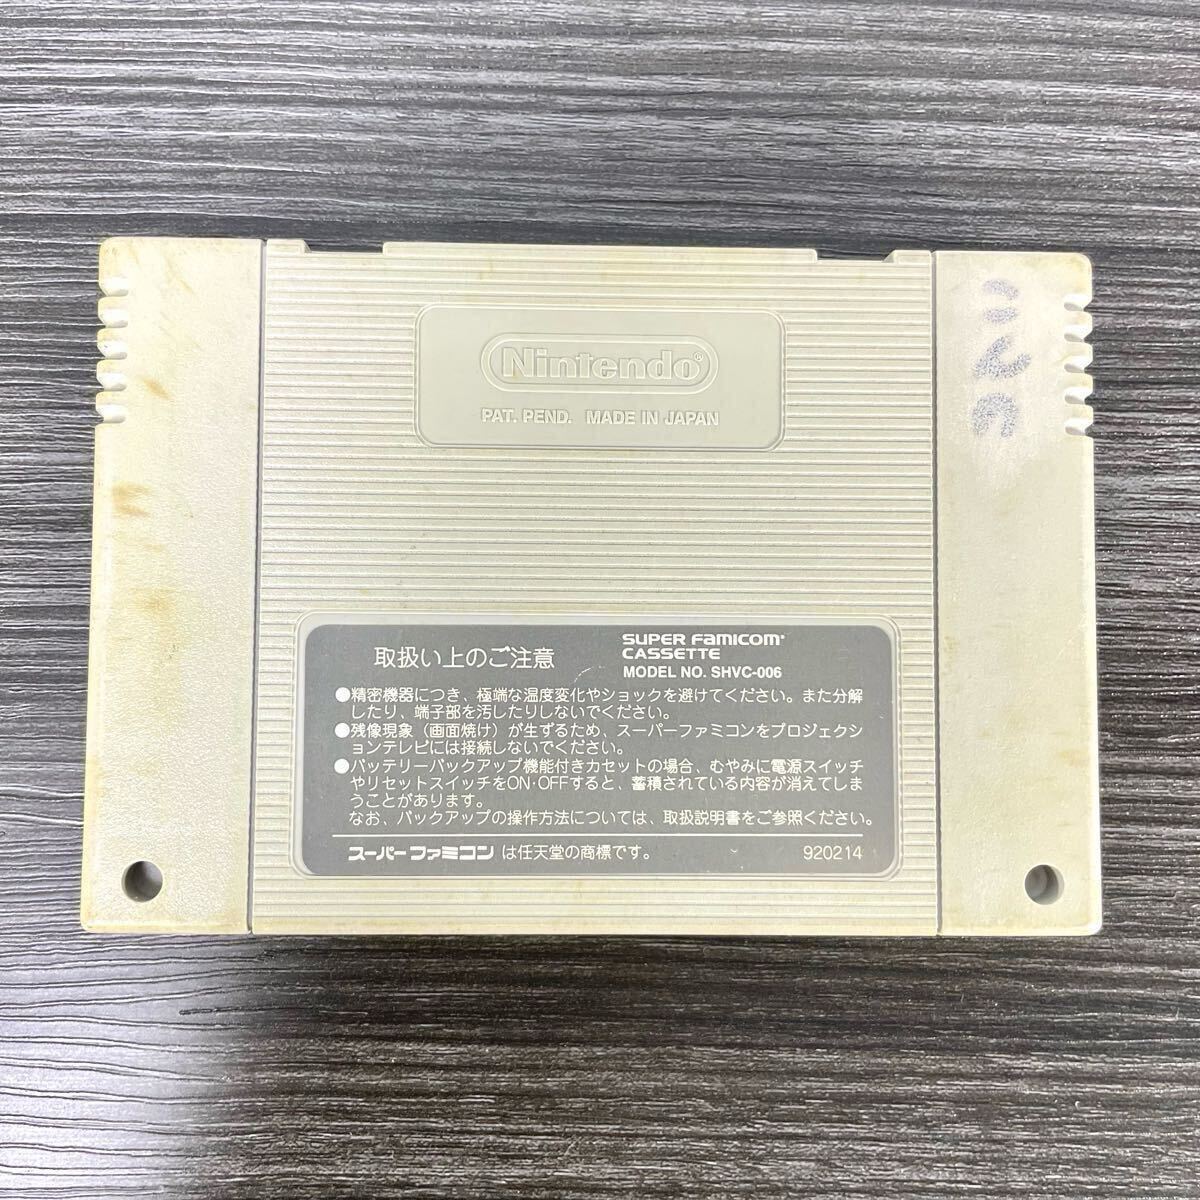 Nintendo®
PAT. PEND. MADE IN JAPAN
取扱い上のご注意
SUPER FAMICOM
CASSETTE
MODEL NO. SHVC-006
●精密機器につき、極端な温度変化やショックを避けてください。また分解
したり、端子部を汚したりしないでください。
●残像現象(画面焼け)が生ずるため、スーパーファミコンをプロジェクシ
ョンテレビには接続しないでください。
●バッテリーバックアップ機能付きカセットの場合、むやみに電源スイッチ
やリセットスイッチをON・OFFすると、蓄積されている内容が消えてしま
うことがあります。
なお、バックアップの操作方法については、取扱説明書をご参照ください。
スーパーファミコン は任天堂の商標です。
920214